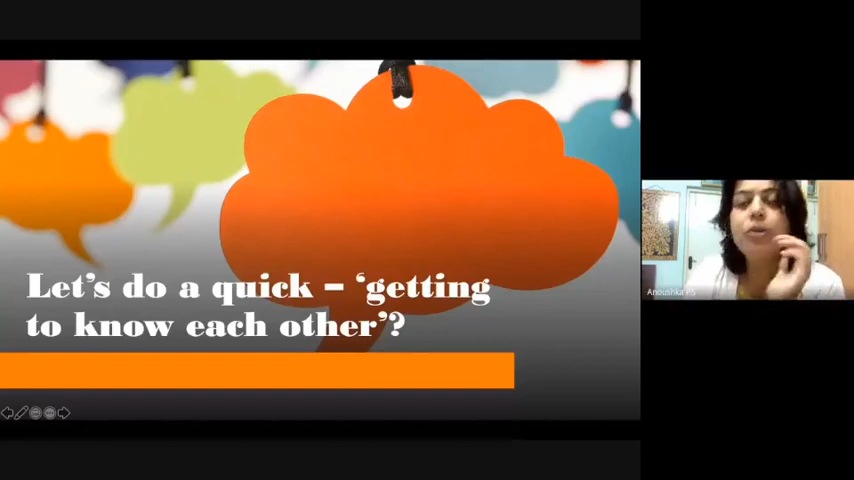 Let's do a quick – 'getting
to know each other'?
Anoushka PS